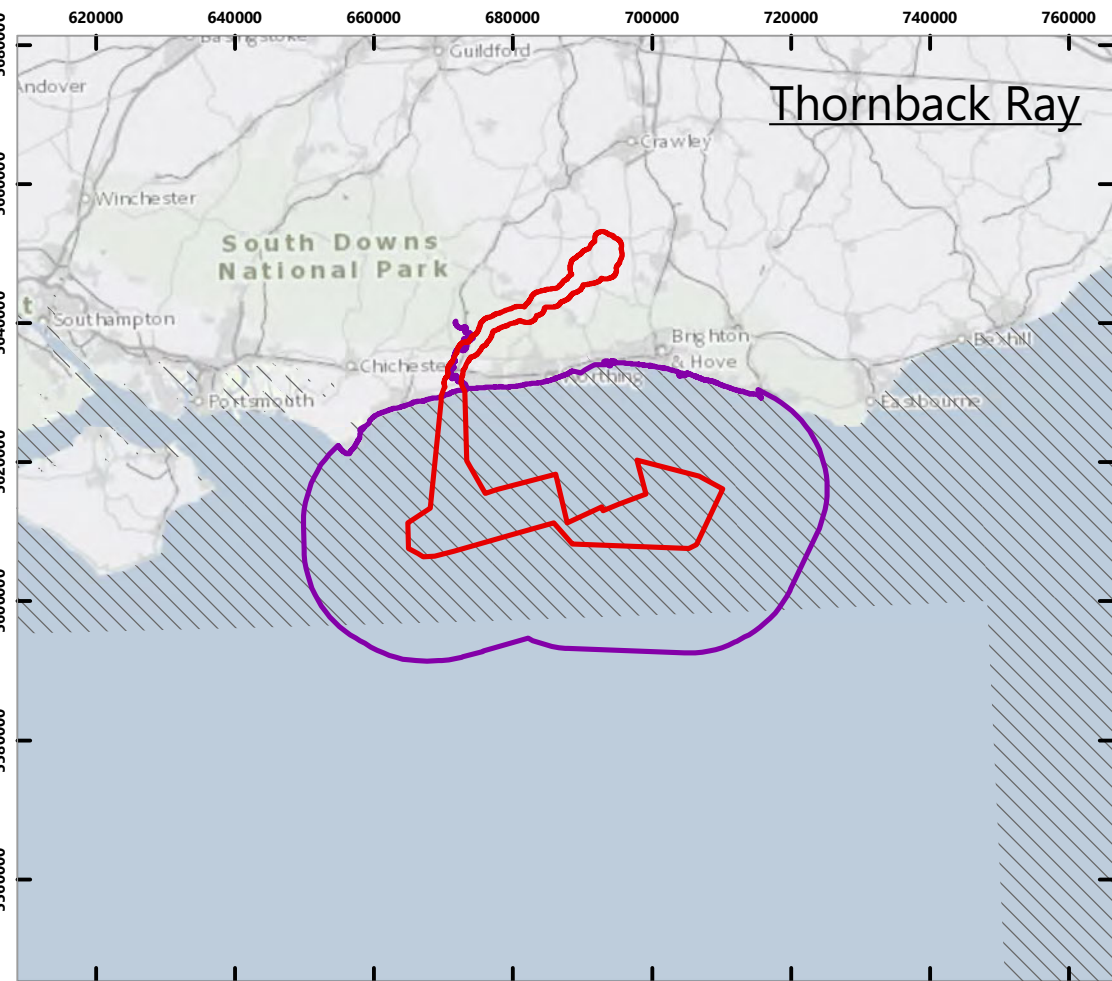 620000 640000 660000 680000 700000 720000 740000 760000
Basingstoke
Guildford
Andover
Thornback Ray
Crawley
Winchester
South Downs
National Park
t
Southampton
Brighton
& Hove
Bexhill
Chichester
Worthing
Portsmouth
Eastbourne